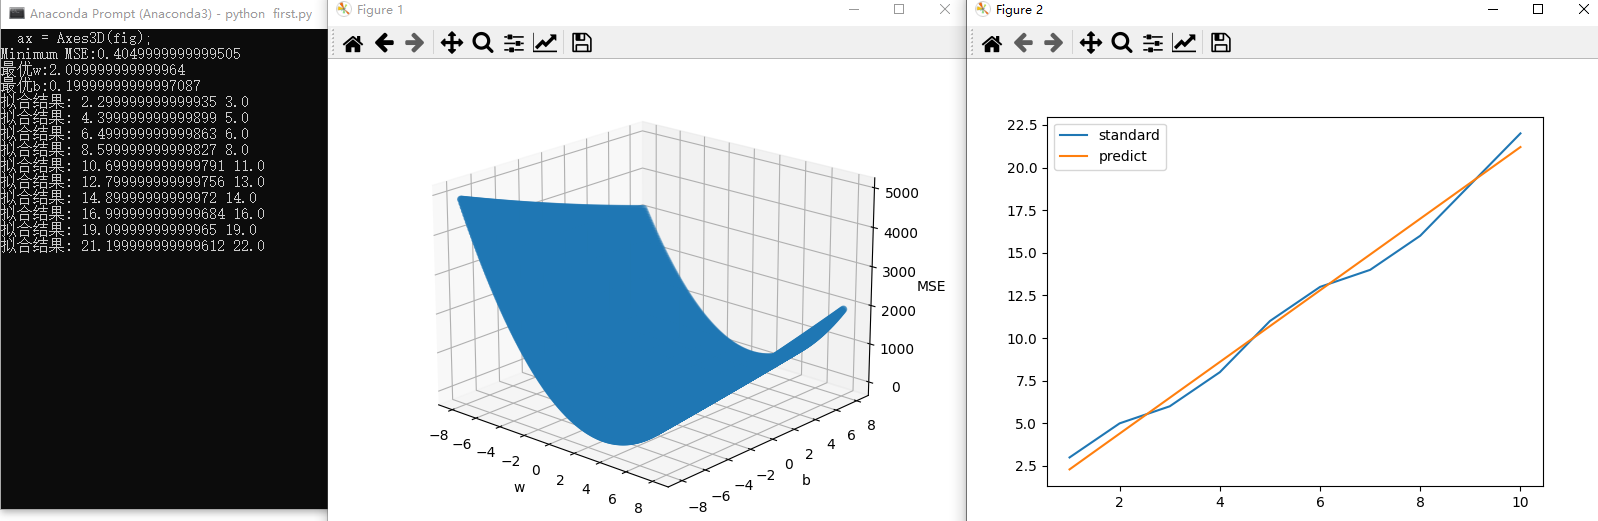 Anaconda Prompt (Anaconda3) - python first.py
ax = Axes3D(fig);
Minimum MSE:0.4049999999999505
最优w:2.099999999999964
最优b:0.19999999999997087
拟合结果: 2.299999999999935 3.0
拟合结果: 4.399999999999899 5.0
拟合结果: 6.499999999999863 6.0
拟合结果: 8.599999999999827 8.0
拟合结果: 10.699999999999791 11.0
拟合结果: 12.799999999999756 13.0
拟合结果: 14.89999999999972 14.0
拟合结果: 16.999999999999684 16.0
拟合结果: 19.09999999999965 19.0
拟合结果: 21.199999999999612 22.0
Figure 1
5000
4000
3000
MSE
2000
1000
0
−8
−6
−4
−2
0
2
4
6
8
w
−8
−6
−4
−2
0
2
4
6
8
b
Figure 2
standard
predict
22.5
20.0
17.5
15.0
12.5
10.0
7.5
5.0
2.5
2
4
6
8
10